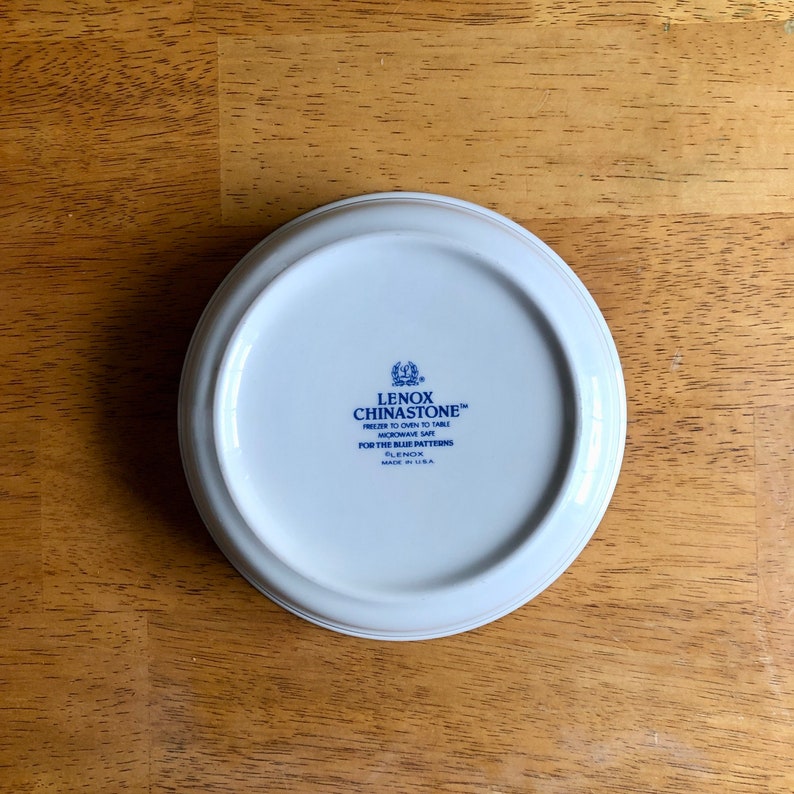 L®
LENOX
CHINASTONE™
FREEZER TO OVEN TO TABLE
MICROWAVE SAFE
FOR THE BLUE PATTERNS
©LENOX
MADE IN U.S.A.